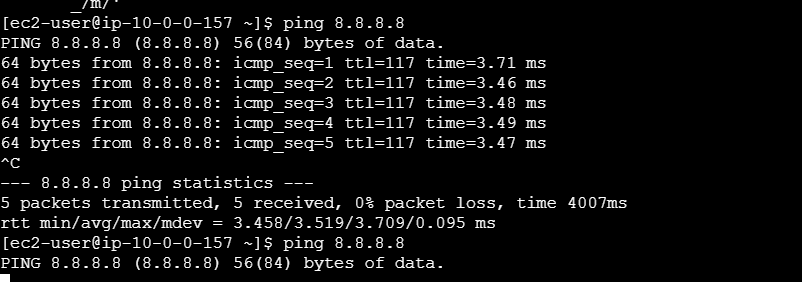 _/m/'
[ec2-user@ip-10-0-0-157 ~]$ ping 8.8.8.8
PING 8.8.8.8 (8.8.8.8) 56(84) bytes of data.
64 bytes from 8.8.8.8: icmp_seq=1 ttl=117 time=3.71 ms
64 bytes from 8.8.8.8: icmp_seq=2 ttl=117 time=3.46 ms
64 bytes from 8.8.8.8: icmp_seq=3 ttl=117 time=3.48 ms
64 bytes from 8.8.8.8: icmp_seq=4 ttl=117 time=3.49 ms
64 bytes from 8.8.8.8: icmp_seq=5 ttl=117 time=3.47 ms
^C
--- 8.8.8.8 ping statistics ---
5 packets transmitted, 5 received, 0% packet loss, time 4007ms
rtt min/avg/max/mdev = 3.458/3.519/3.709/0.095 ms
[ec2-user@ip-10-0-0-157 ~]$ ping 8.8.8.8
PING 8.8.8.8 (8.8.8.8) 56(84) bytes of data.